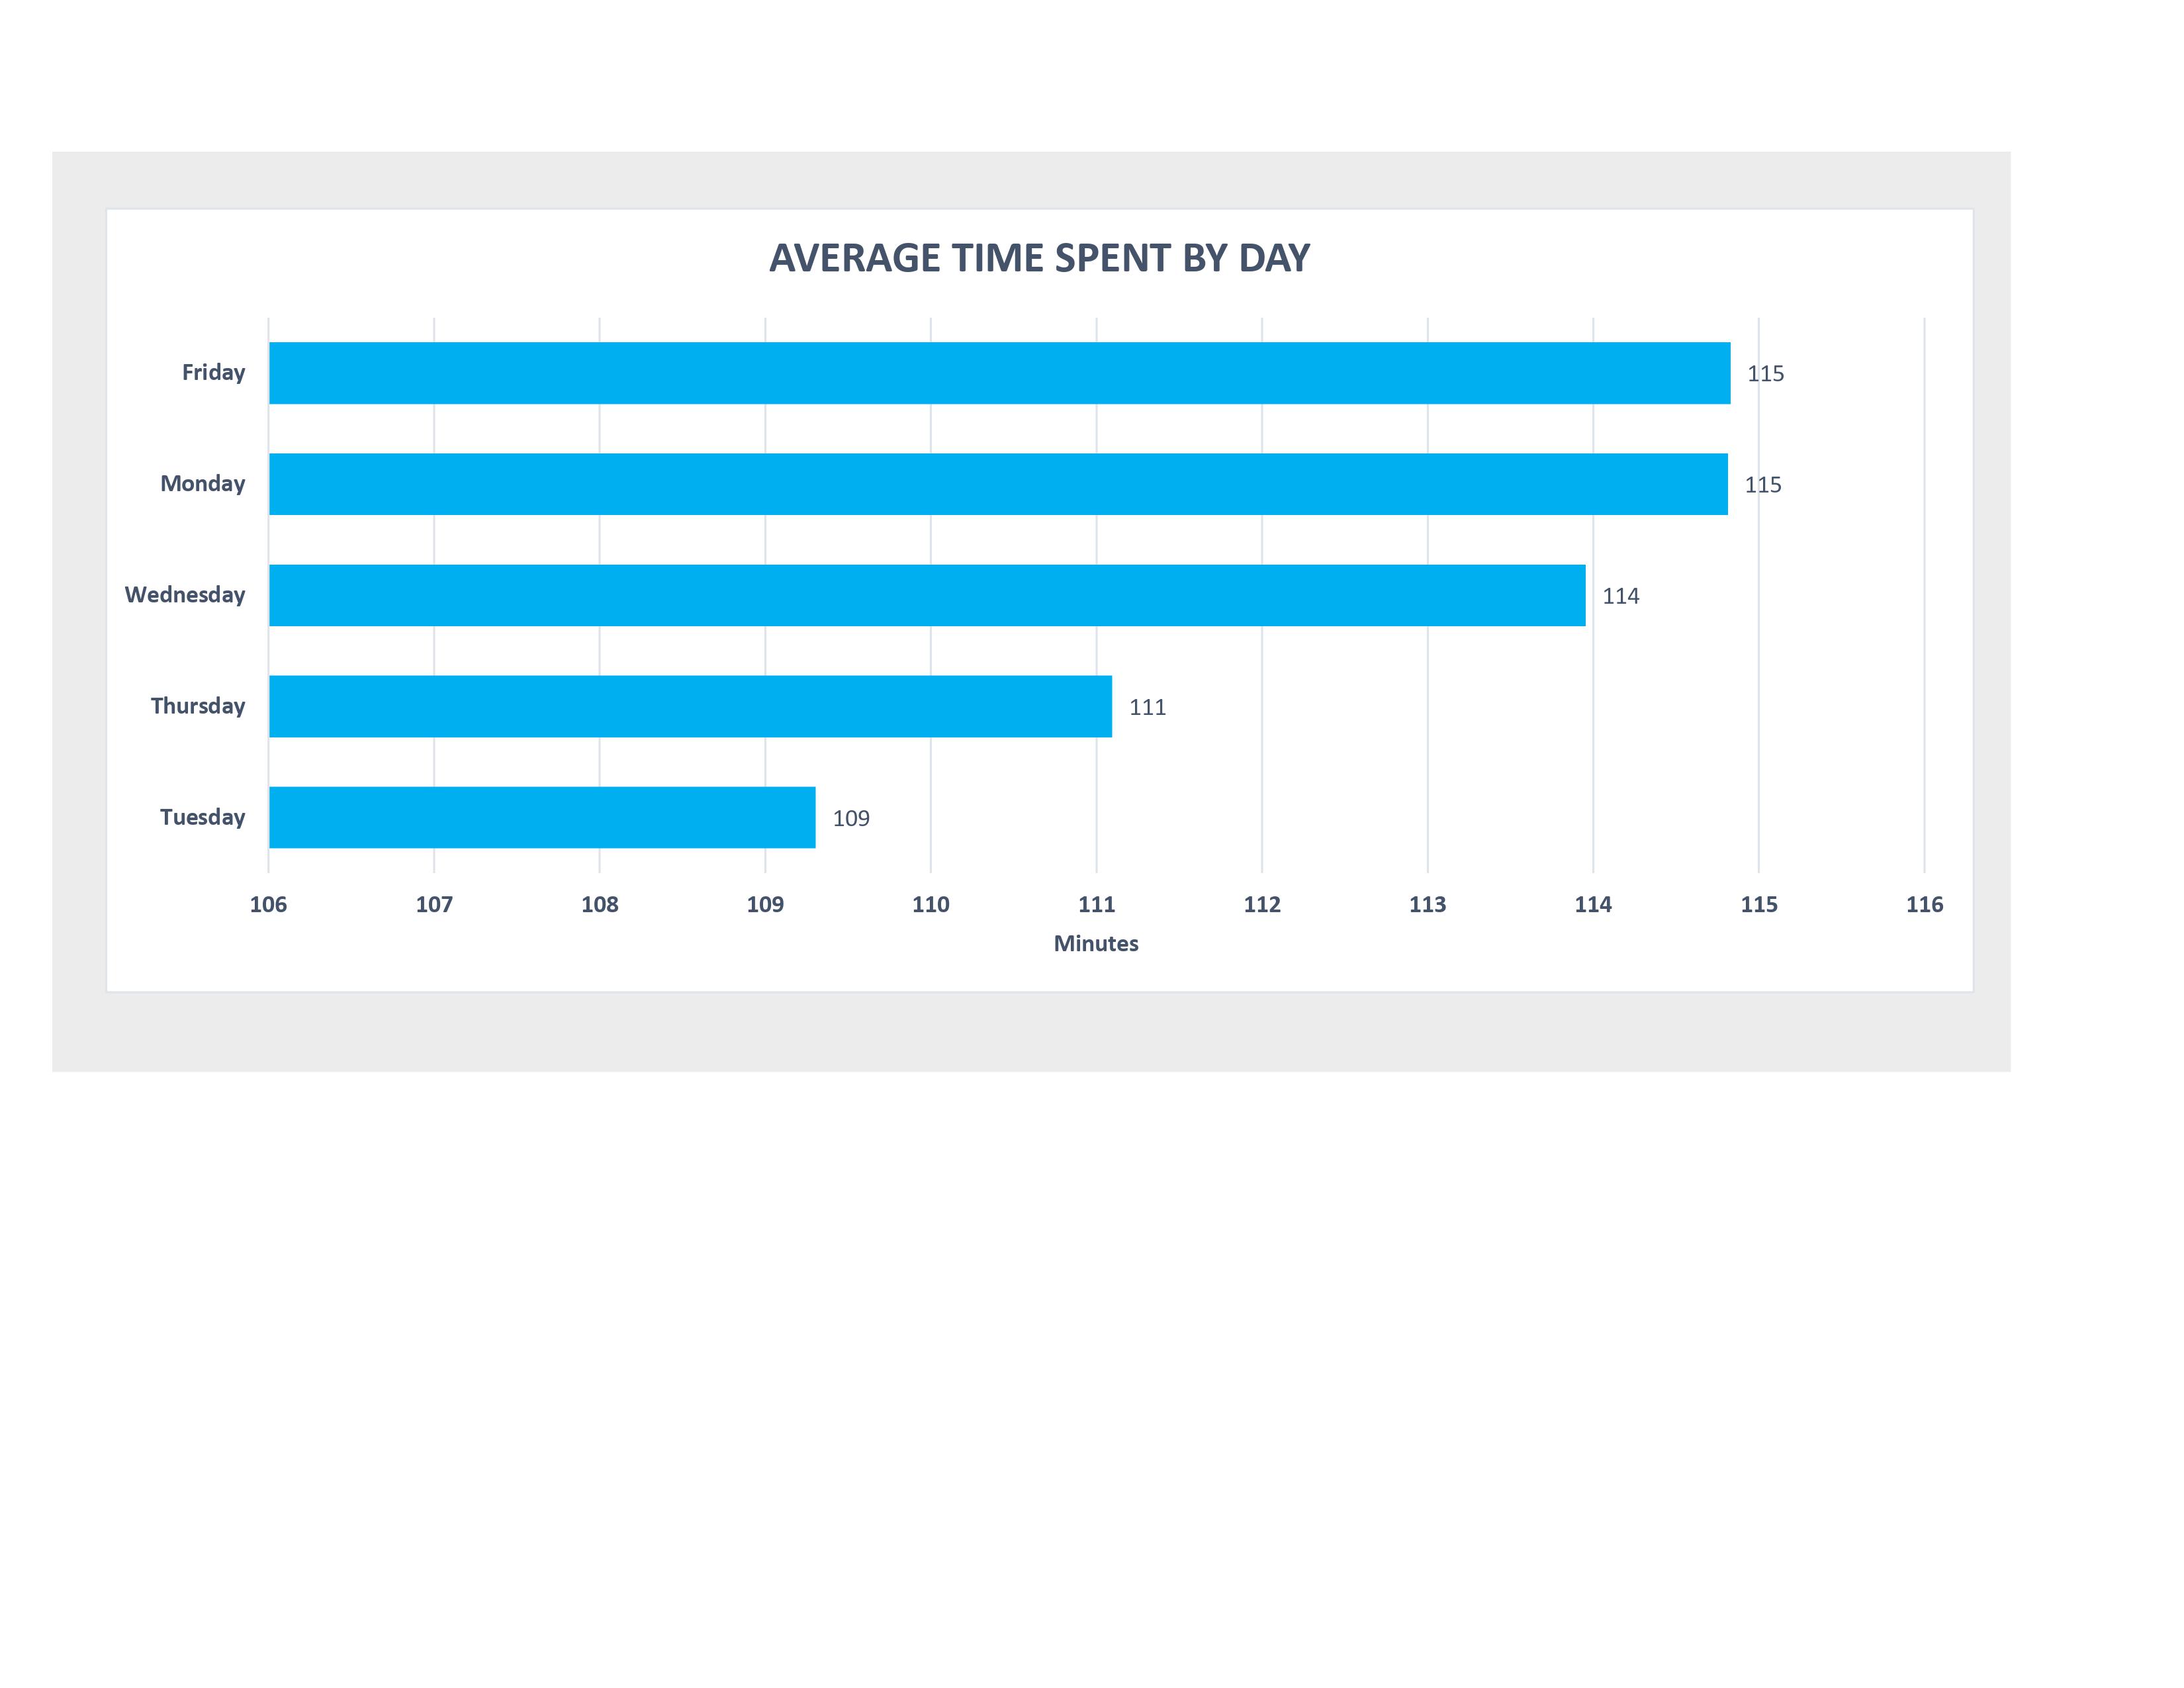 AVERAGE TIME SPENT BY DAY
Friday 115
Monday 115
Wednesday 114
Thursday 111
Tuesday 109
106 107 108 109 110 111 112 113 114 115 116
Minutes